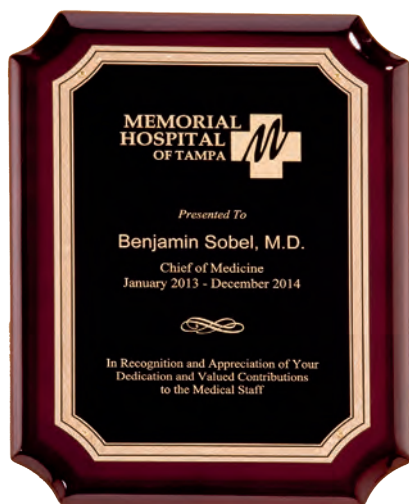 MEMORIAL
HOSPITAL
OF TAMPA
Presented To
Benjamin Sobel, M.D.
Chief of Medicine
January 2013 - December 2014
In Recognition and Appreciation of Your
Dedication and Valued Contributions
to the Medical Staff